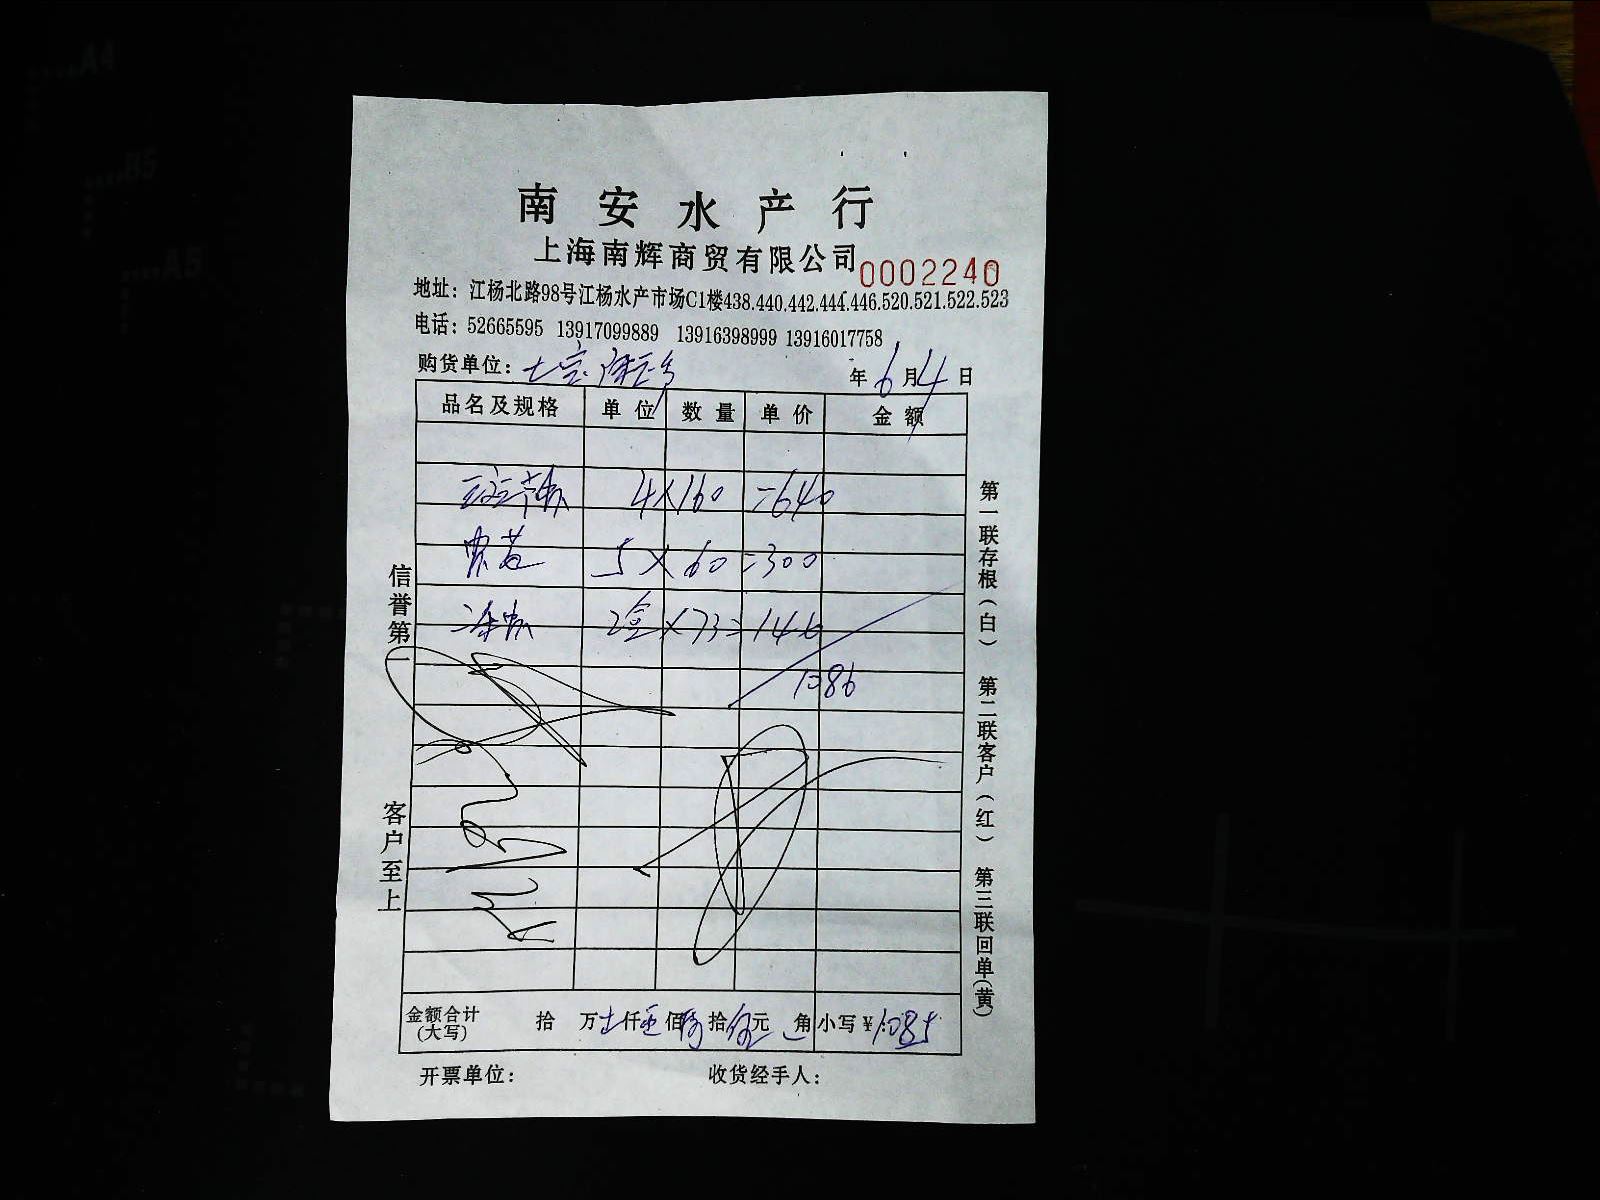 南安水产行
上海南辉商贸有限公司 0002240
地址：江杨北路98号江杨水产市场C1楼438.440.442.444.446.520.521.522.523
电话：52665595 13917099889 13916398999 13916017758
购货单位：七宝 年6月4日
品名及规格 单位 数量 单价 金额
4×160=640
5×60=300
2盒×73=146
1086
金额合计(大写) 拾 万 仟 佰 拾 元 角 小写￥:1085
开票单位： 收货经手人：
信誉第一
客户至上
第一联存根(白) 第二联客户(红) 第三联回单(黄)
A4
B5
A5